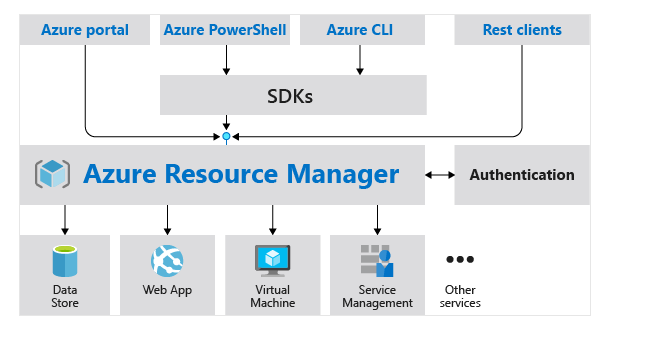 Azure portal
Azure PowerShell
Azure CLI
Rest clients
SDKs
Azure Resource Manager
Authentication
Data
Store
Web App
Virtual
Machine
Service
Management
Other
services